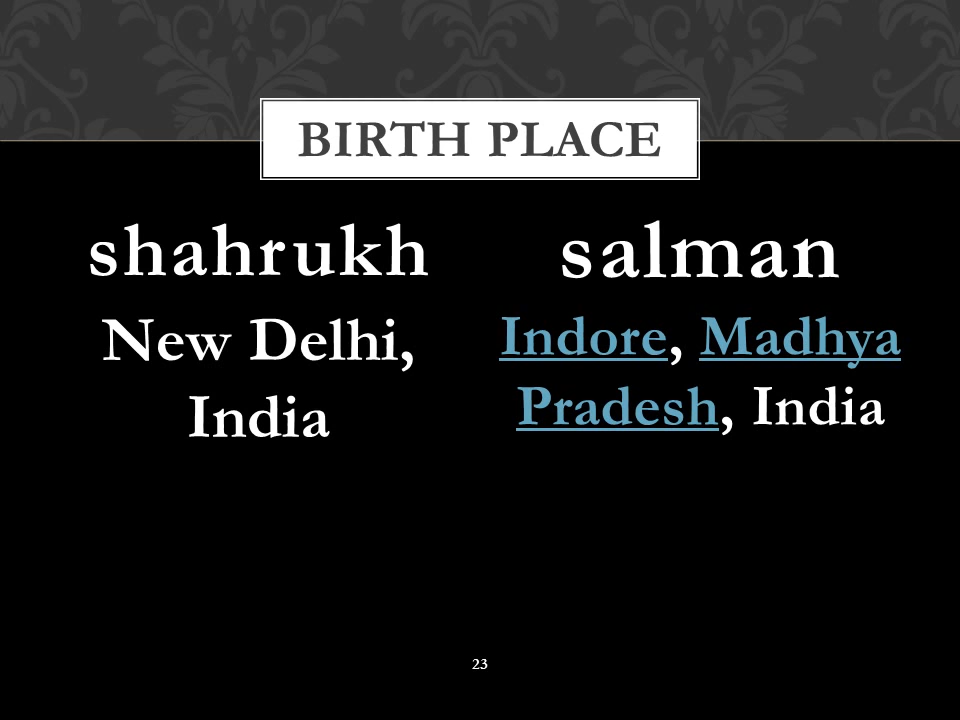 BIRTH PLACE
shahrukh
New Delhi,
India
salman
Indore, Madhya
Pradesh, India
23